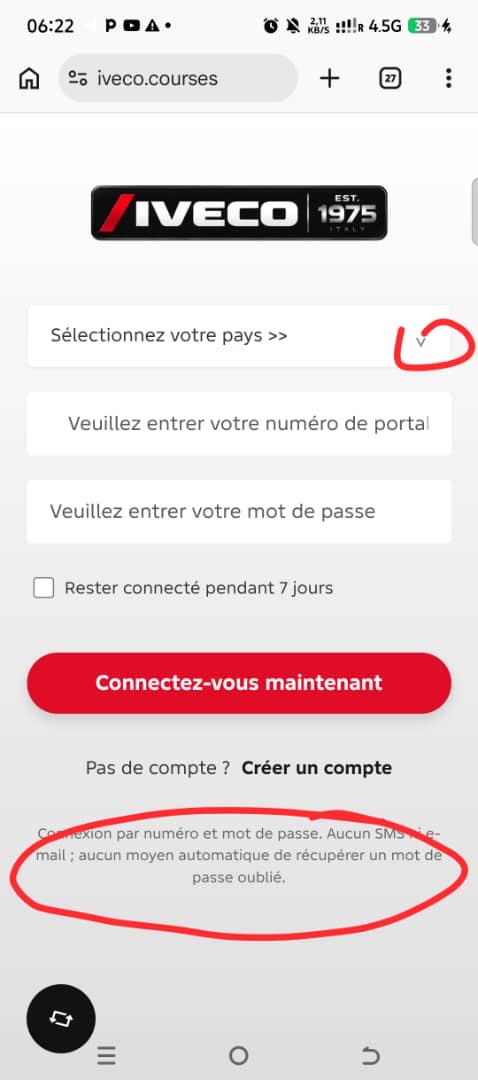 06:22
2,11
KB/S
R 4.5G 33
iveco.courses
27
IVECO
EST.
1975
ITALY
Sélectionnez votre pays >>
Veuillez entrer votre numéro de portal
Veuillez entrer votre mot de passe
Rester connecté pendant 7 jours
Connectez-vous maintenant
Pas de compte ? Créer un compte
Connexion par numéro et mot de passe. Aucun SMS ni e-
mail ; aucun moyen automatique de récupérer un mot de
passe oublié.